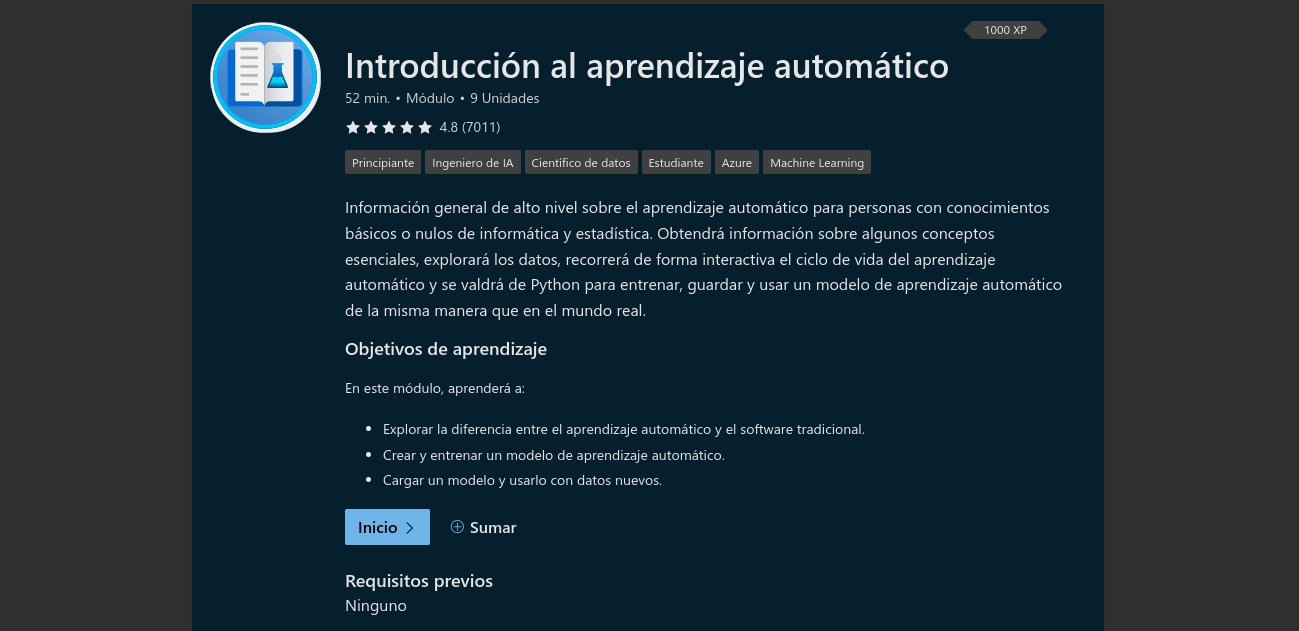 1000 XP
Introducción al aprendizaje automático
52 min. • Módulo • 9 Unidades
4.8 (7011)
Principiante Ingeniero de IA Científico de datos Estudiante Azure Machine Learning
Información general de alto nivel sobre el aprendizaje automático para personas con conocimientos
básicos o nulos de informática y estadística. Obtendrá información sobre algunos conceptos
esenciales, explorará los datos, recorrerá de forma interactiva el ciclo de vida del aprendizaje
automático y se valdrá de Python para entrenar, guardar y usar un modelo de aprendizaje automático
de la misma manera que en el mundo real.
Objetivos de aprendizaje
En este módulo, aprenderá a:
• Explorar la diferencia entre el aprendizaje automático y el software tradicional.
• Crear y entrenar un modelo de aprendizaje automático.
• Cargar un modelo y usarlo con datos nuevos.
Inicio > Sumar
Requisitos previos
Ninguno